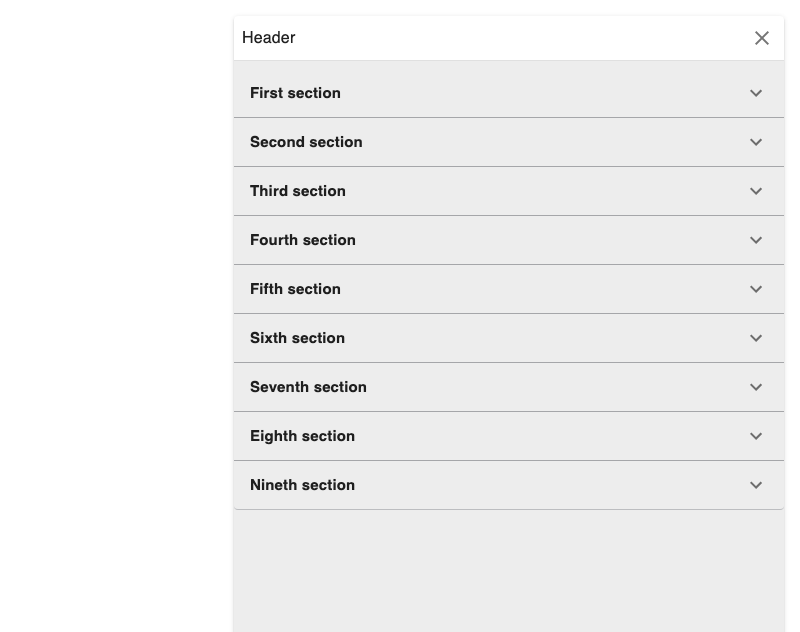 Header
First section
Second section
Third section
Fourth section
Fifth section
Sixth section
Seventh section
Eighth section
Nineth section